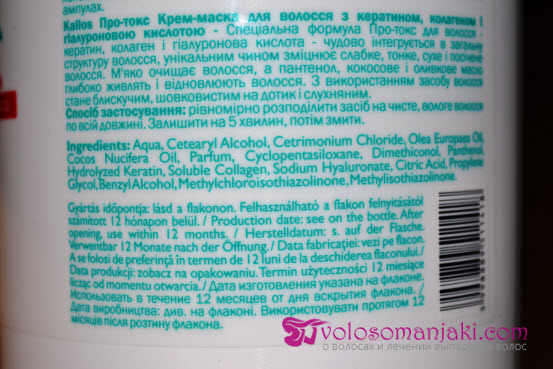 ампулах.
Kallos Про-токс Крем-маска для волосся з кератином, колагеном і
гіалуроновою кислотою - Спеціальна формула Про-токс для волосся -
кератин, колаген і гіалуронова кислота - чудово інтегрується в загальну
структуру волосся, унікальним чином зміцнює слабке, тонке, сухе і посічене
волосся. М'яко очищає волосся, а пантенол, кокосове і оливкове масло
глибоко живлять і відновлюють волосся. З використанням засобу волосся
стане блискучим, шовковистим на дотик і слухняним.
Спосіб застосування: рівномірно розподілити засіб на чисте, вологе волосся
по всій довжині. Залишити на 5 хвилин, потім змити.
Ingredients: Aqua, Cetearyl Alcohol, Cetrimonium Chloride, Olea Europaea Oil,
Cocos Nucifera Oil, Parfum, Cyclopentasiloxane, Dimethiconol, Panthenol,
Hydrolyzed Keratin, Soluble Collagen, Sodium Hyaluronate, Citric Acid, Propylene
Glycol, Benzyl Alcohol, Methylchloroisothiazolinone, Methylisothiazolinone.
Gyártás időpontja: lásd a flakonon. Felhasználható a flakon felnyitásától
számított 12 hónapon belül. / Production date: see on the bottle. After
opening, use within 12 months. / Herstelldatum: s. auf der Flasche.
Verwendbar 12 Monate nach der Öffnung. / Data fabricației: vezi pe flacon.
A se folosi de preferință în termen de 12 luni de la deschiderea flaconului. /
Data produkcji: zobacz na opakowaniu. Termin użyteczności 12 miesiące
licząc od momentu otwarcia. / Дата изготовления указана на флаконе.
Использовать в течение 12 месяцев от дня вскрытия флакона. /
Дата виробництва: див. на флаконі. Використовувати протягом 12
місяців після розтину флакона.
volosomanjaki.com
о волосах и лечении выпадения волос